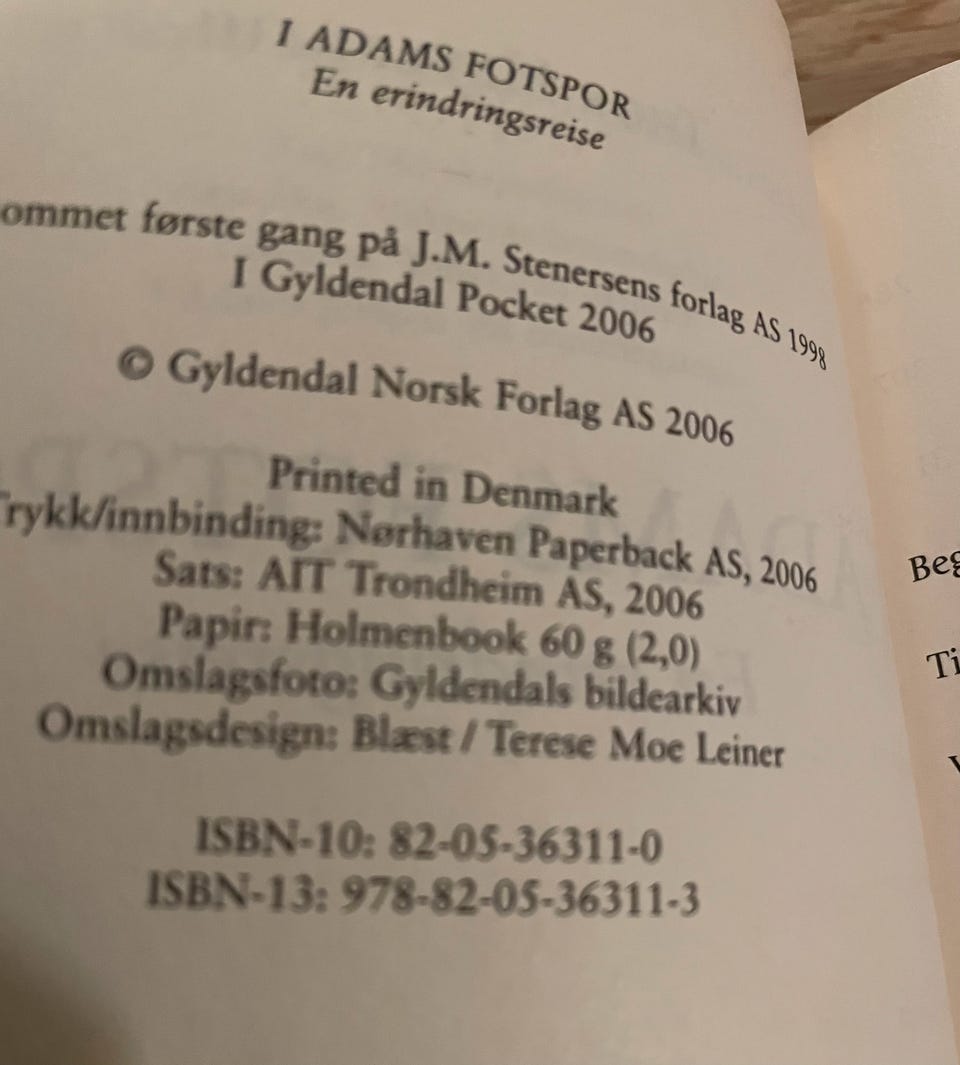 I ADAMS FOTSPOR
En erindringsreise
ommet første gang på J.M. Stenersens forlag AS 1998
I Gyldendal Pocket 2006
© Gyldendal Norsk Forlag AS 2006
Printed in Denmark
Trykk/innbinding: Nørhaven Paperback AS, 2006
Sats: AIT Trondheim AS, 2006
Papir: Holmenbook 60 g (2,0)
Omslagsfoto: Gyldendals bildearkiv
Omslagsdesign: Blæst / Terese Moe Leiner
ISBN-10: 82-05-36311-0
ISBN-13: 978-82-05-36311-3
Beg
Ti